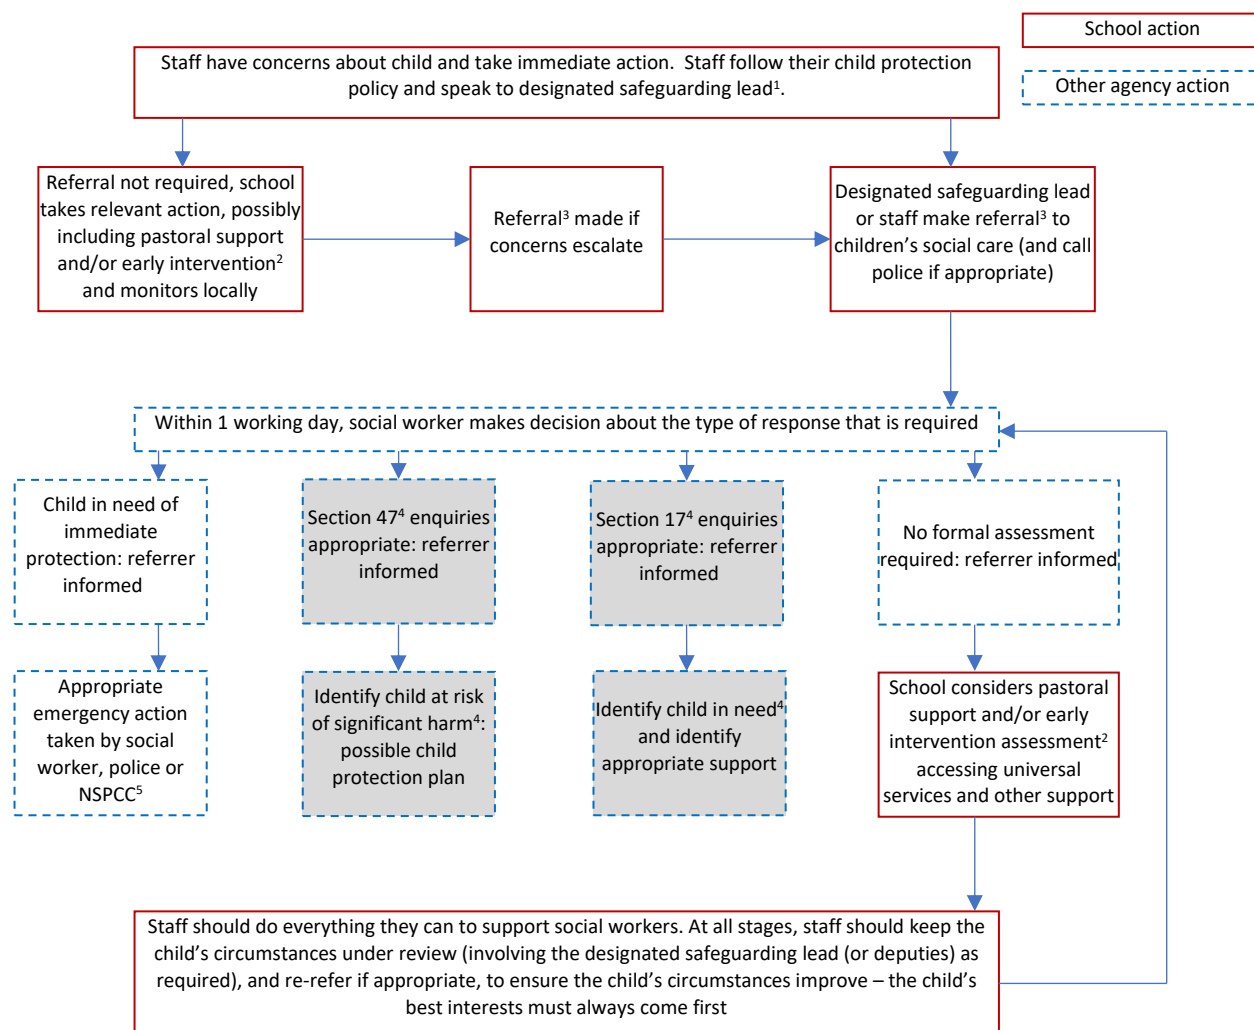 School action
Staff have concerns about child and take immediate action.  Staff follow their child protection
policy and speak to designated safeguarding lead¹.
Other agency action
Referral not required, school
takes relevant action, possibly
including pastoral support
and/or early intervention²
and monitors locally
Referral³ made if
concerns escalate
Designated safeguarding lead
or staff make referral³ to
children’s social care (and call
police if appropriate)
Within 1 working day, social worker makes decision about the type of response that is required
Child in need of
immediate
protection: referrer
informed
Section 47⁴ enquiries
appropriate: referrer
informed
Section 17⁴ enquiries
appropriate: referrer
informed
No formal assessment
required: referrer informed
Appropriate
emergency action
taken by social
worker, police or
NSPCC⁵
Identify child at risk
of significant harm⁴:
possible child
protection plan
Identify child in need⁴
and identify
appropriate support
School considers pastoral
support and/or early
intervention assessment²
accessing universal
services and other support
Staff should do everything they can to support social workers. At all stages, staff should keep the
child’s circumstances under review (involving the designated safeguarding lead (or deputies) as
required), and re-refer if appropriate, to ensure the child’s circumstances improve – the child’s
best interests must always come first